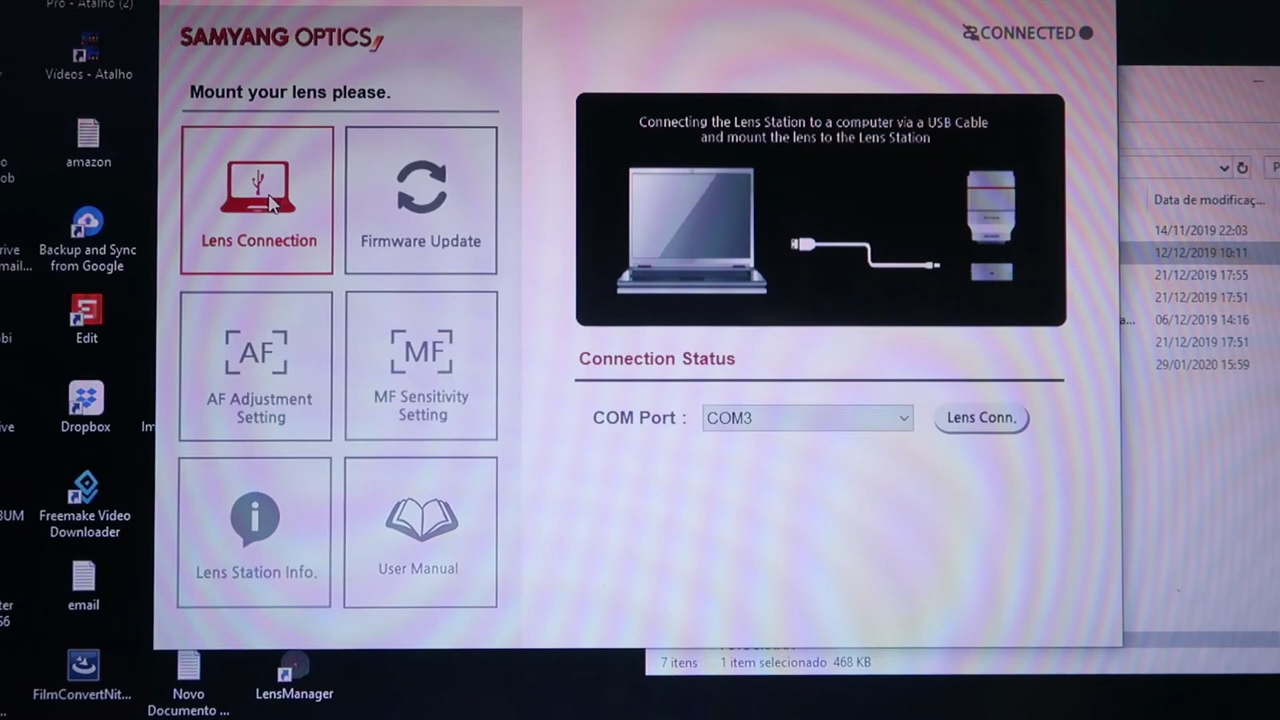 Pro - Atalho (2)
Vídeos - Atalho
amazon
Backup and Sync
from Google
Edit
Dropbox
Freemake Video
Downloader
email
FilmConvertNit...
Novo
Documento ...
LensManager
SAMYANG OPTICS
CONNECTED
Mount your lens please.
Lens Connection
Firmware Update
AF
AF Adjustment
Setting
MF
MF Sensitivity
Setting
i
Lens Station Info.
User Manual
Connecting the Lens Station to a computer via a USB Cable
and mount the lens to the Lens Station
Connection Status
COM Port :
COM3
Lens Conn.
Data de modificaç...
14/11/2019 22:03
12/12/2019 10:11
21/12/2019 17:55
21/12/2019 17:51
06/12/2019 14:16
21/12/2019 17:51
29/01/2020 15:59
7 itens
1 item selecionado 468 KB